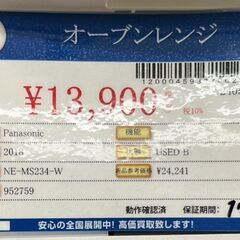 オーブンレンジ
¥13,900
税10%
Panasonic 機能
2018 USED B
NE-MS234-W 新品参考価格 ¥24,241
952759
動作確認済 保証期間:
安心の全国展開中!高価買取致します!